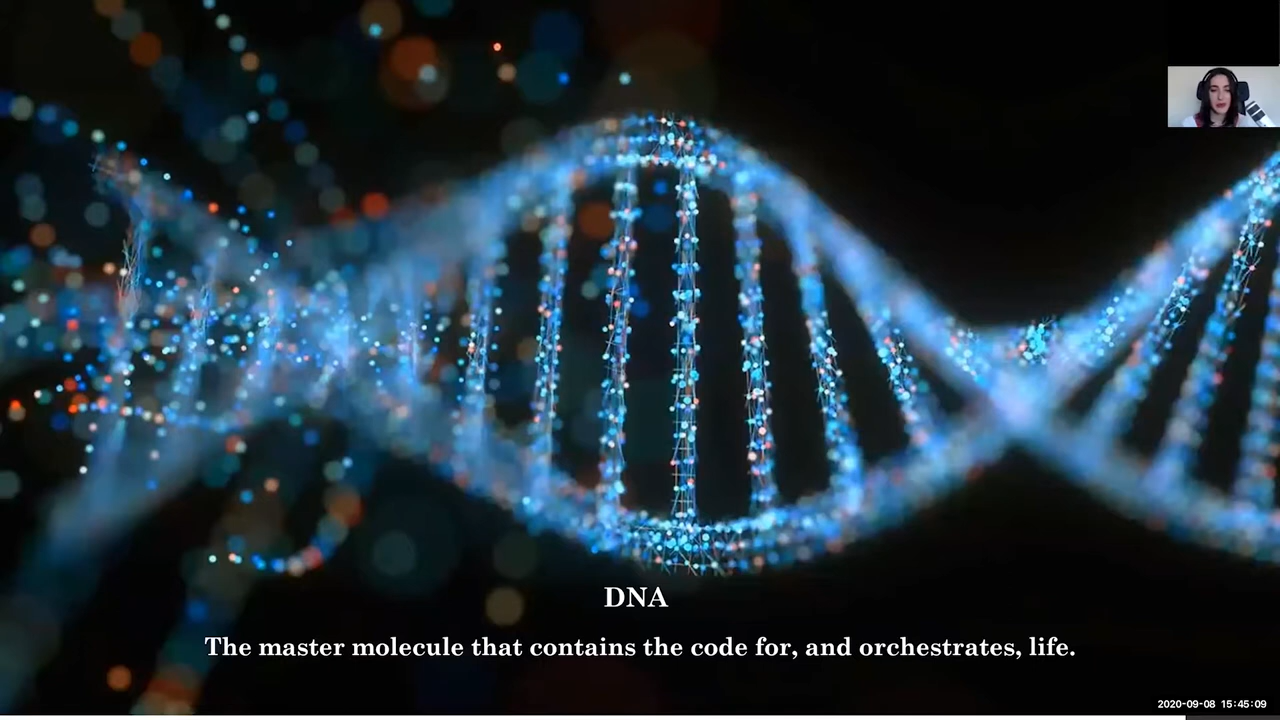 DNA
The master molecule that contains the code for, and orchestrates, life.
2020-09-08 15:45:09